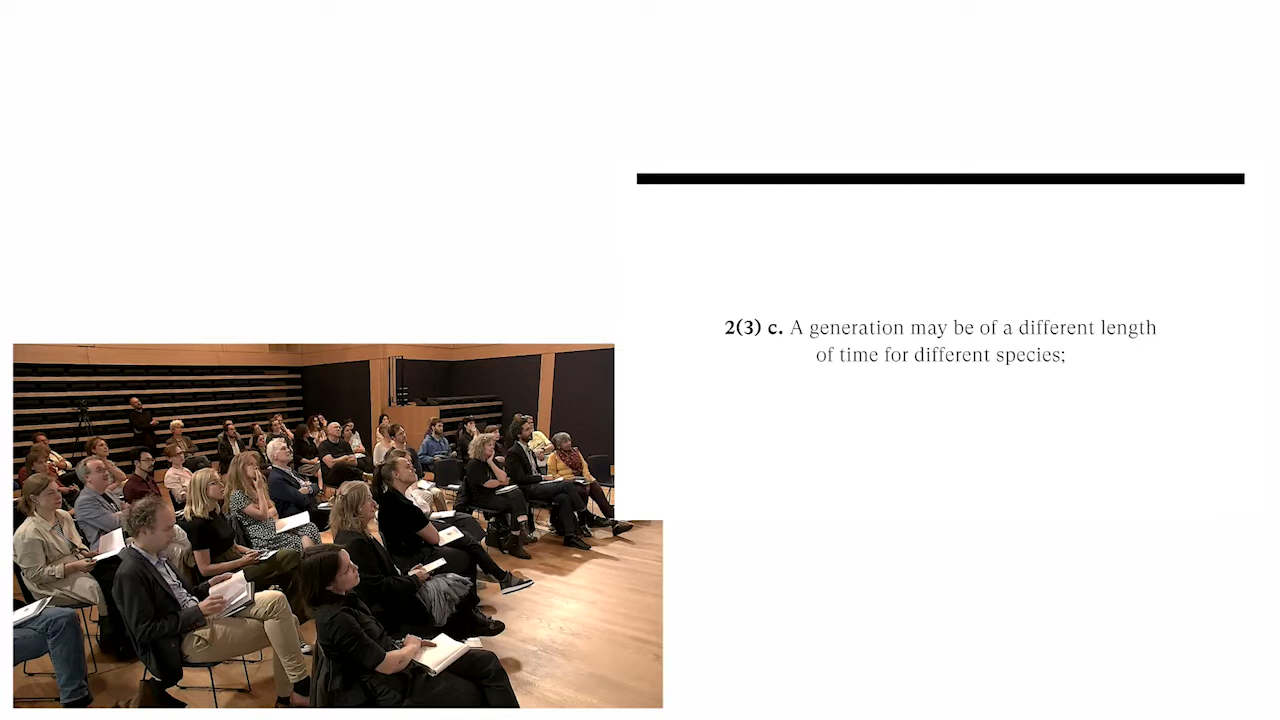 2(3) c. A generation may be of a different length
of time for different species;